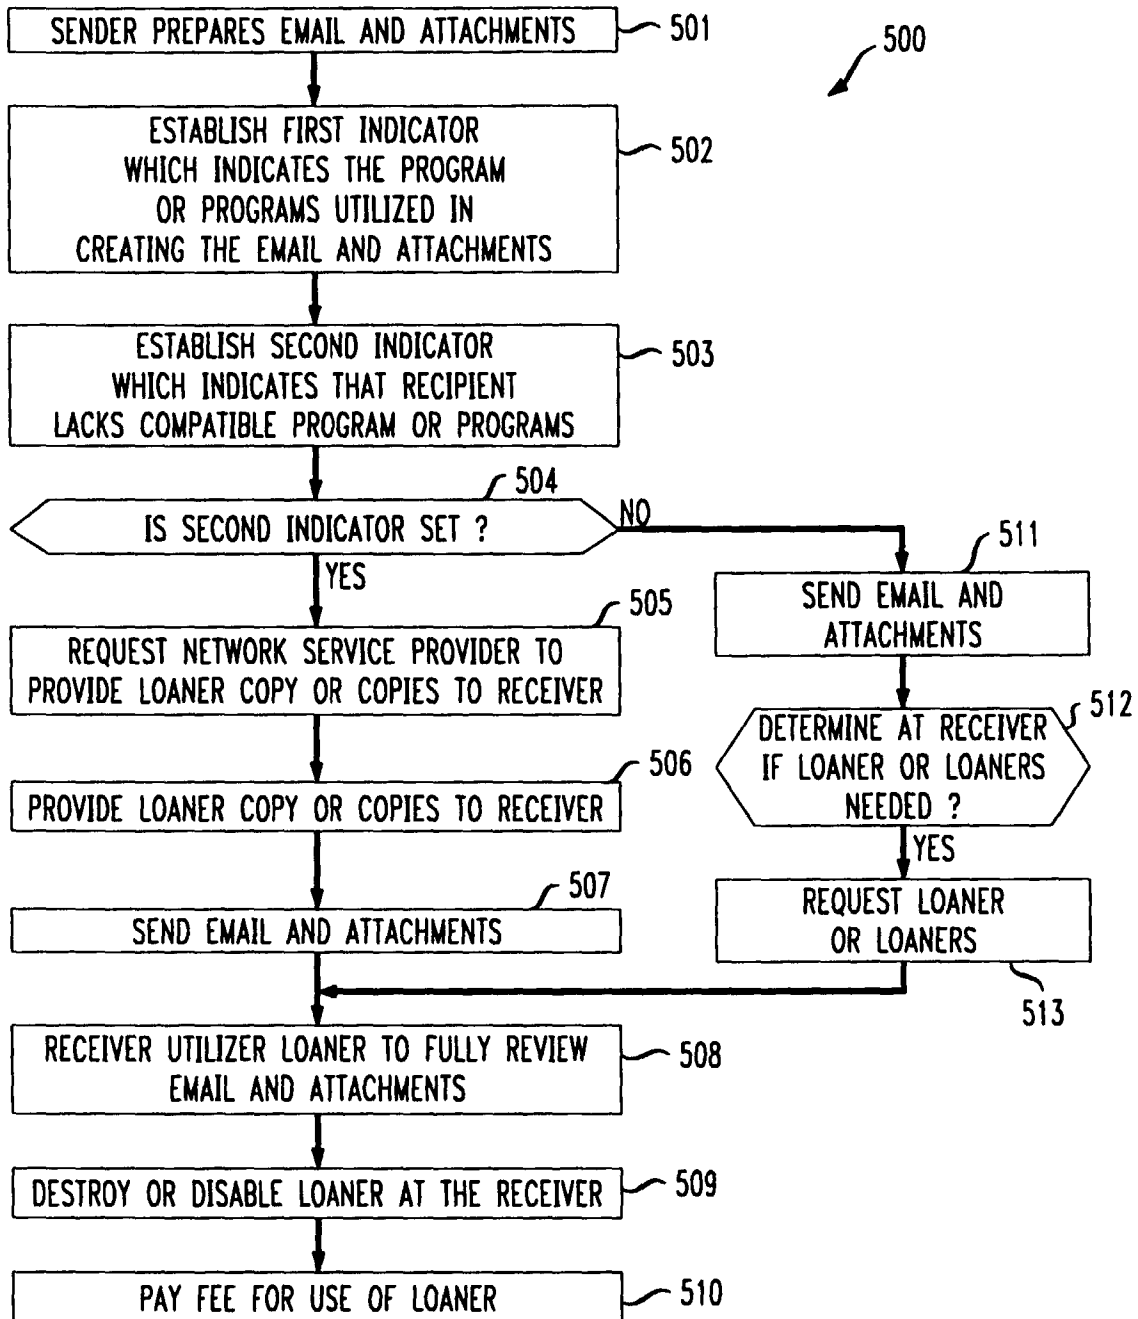 SENDER PREPARES EMAIL AND ATTACHMENTS
501
500
ESTABLISH FIRST INDICATOR
WHICH INDICATES THE PROGRAM
OR PROGRAMS UTILIZED IN
CREATING THE EMAIL AND ATTACHMENTS
502
ESTABLISH SECOND INDICATOR
WHICH INDICATES THAT RECIPIENT
LACKS COMPATIBLE PROGRAM OR PROGRAMS
503
504
IS SECOND INDICATOR SET ?
NO
YES
511
SEND EMAIL AND
ATTACHMENTS
505
REQUEST NETWORK SERVICE PROVIDER TO
PROVIDE LOANER COPY OR COPIES TO RECEIVER
512
DETERMINE AT RECEIVER
IF LOANER OR LOANERS
NEEDED ?
YES
506
PROVIDE LOANER COPY OR COPIES TO RECEIVER
507
SEND EMAIL AND ATTACHMENTS
REQUEST LOANER
OR LOANERS
513
RECEIVER UTILIZER LOANER TO FULLY REVIEW
EMAIL AND ATTACHMENTS
508
DESTROY OR DISABLE LOANER AT THE RECEIVER
509
PAY FEE FOR USE OF LOANER
510